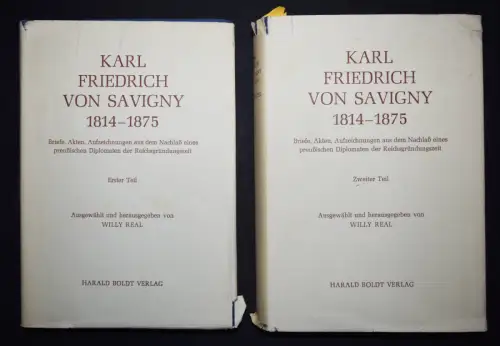 KARL
FRIEDRICH
VON SAVIGNY
1814–1875
Briefe, Akten, Aufzeichnungen aus dem Nachlaß eines
preußischen Diplomaten der Reichsgründungszeit
Erster Teil
Ausgewählt und herausgegeben von
WILLY REAL
HARALD BOLDT VERLAG
KARL
FRIEDRICH
VON SAVIGNY
1814–1875
Briefe, Akten, Aufzeichnungen aus dem Nachlaß eines
preußischen Diplomaten der Reichsgründungszeit
Zweiter Teil
Ausgewählt und herausgegeben von
WILLY REAL
HARALD BOLDT VERLAG